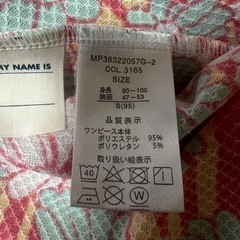 MY NAME IS
MP38322057G-2
COL. 3165
SIZE
身長 90-100
胸囲 47-53
S(95)
品質表示
ワンピース本体
ポリエステル 95%
ポリウレタン 5%
取り扱い絵表示
40